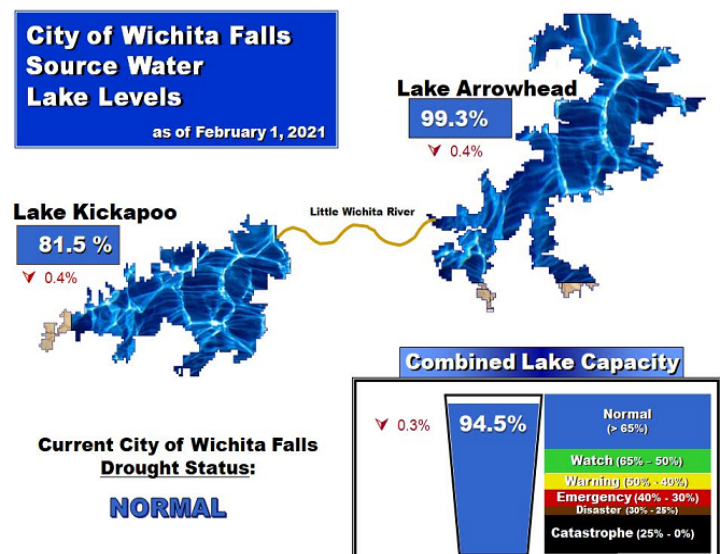 City of Wichita Falls
Source Water
Lake Levels
as of February 1, 2021
Lake Arrowhead
99.3%
0.4%
Lake Kickapoo
81.5 %
0.4%
Little Wichita River
Combined Lake Capacity
0.3%
94.5%
Normal
(> 65%)
Watch (65% - 50%)
Warning (50% - 40%)
Emergency (40% - 30%)
Disaster (30% - 25%)
Catastrophe (25% - 0%)
Current City of Wichita Falls
Drought Status:
NORMAL